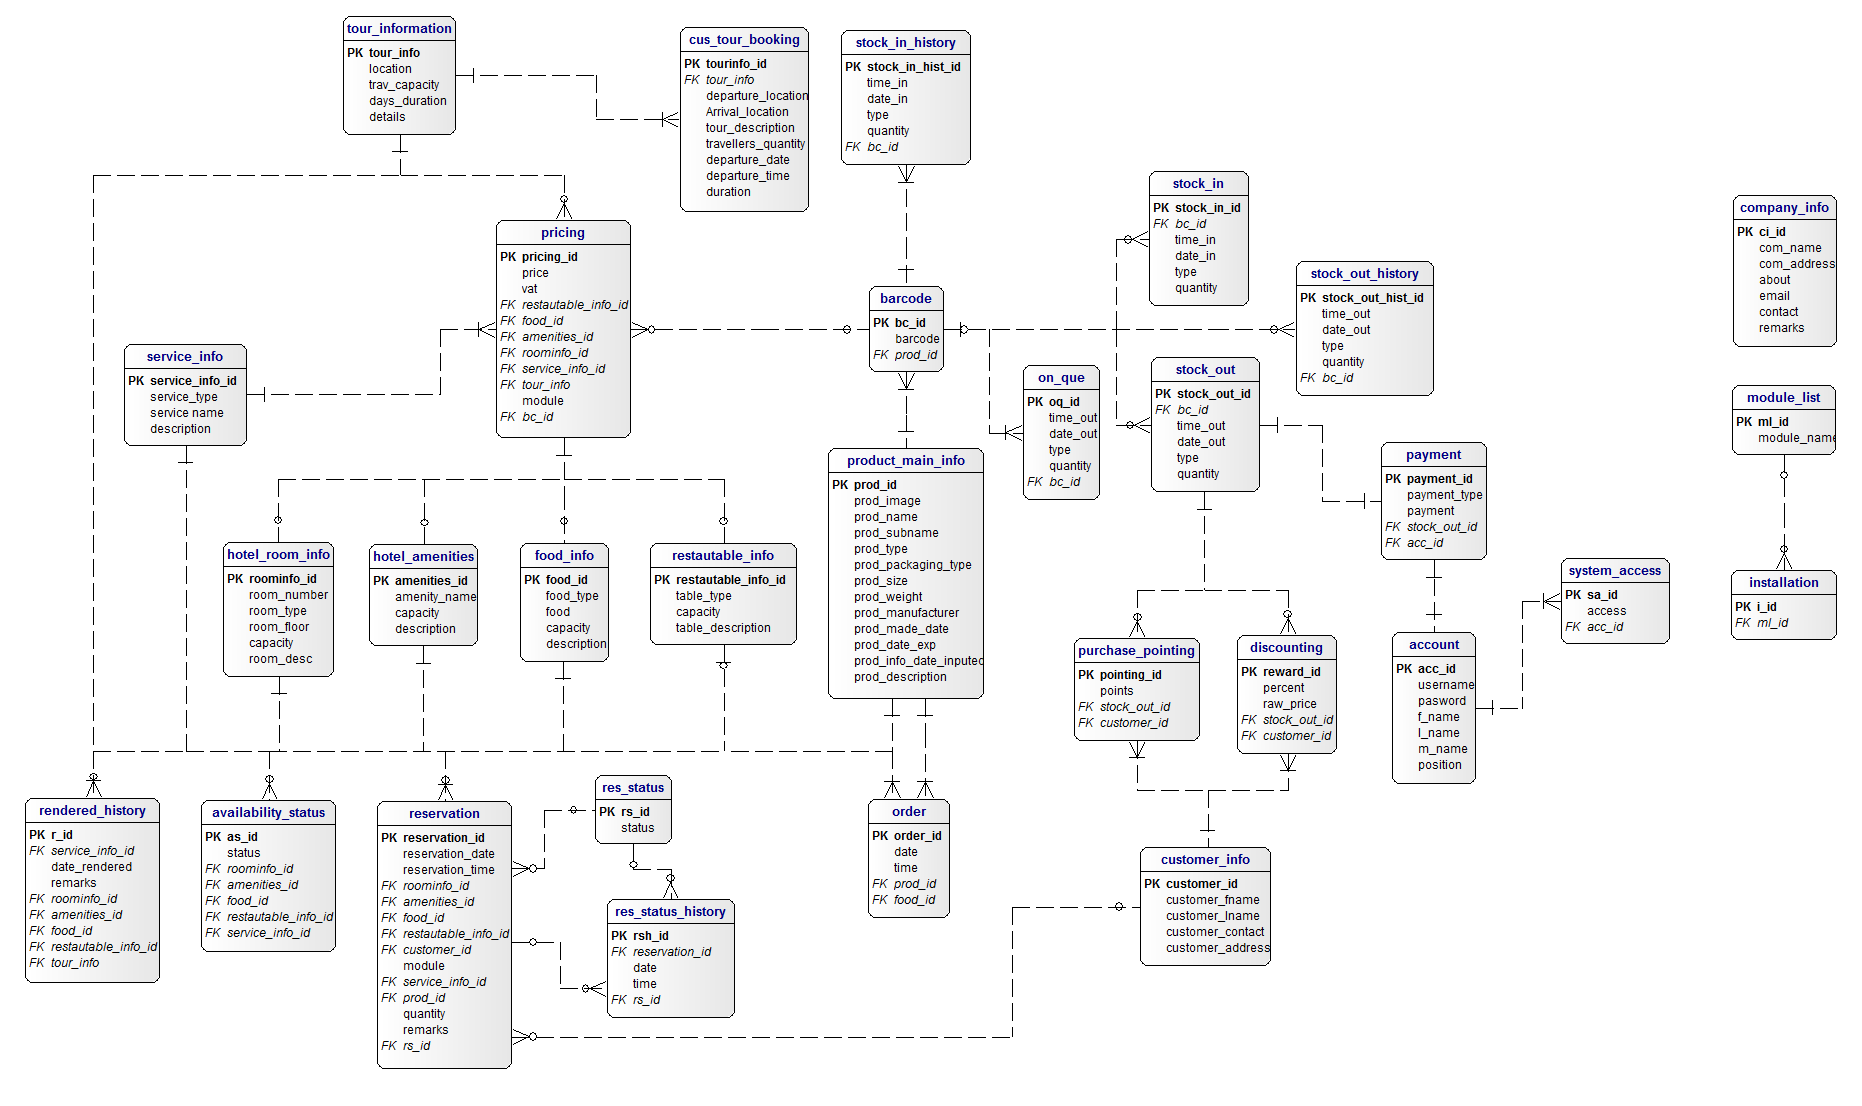 tour_information
PK tour_info
location
trav_capacity
days_duration
details
cus_tour_booking
PK tourinfo_id
FK tour_info
departure_location
Arrival_location
tour_description
travellers_quantity
departure_date
departure_time
duration
stock_in_history
PK stock_in_hist_id
time_in
date_in
type
quantity
FK bc_id
stock_in
PK stock_in_id
FK bc_id
time_in
date_in
type
quantity
company_info
PK ci_id
com_name
com_address
about
email
contact
remarks
pricing
PK pricing_id
price
vat
FK restautable_info_id
FK food_id
FK amenities_id
FK roominfo_id
FK service_info_id
FK tour_info
module
FK bc_id
barcode
PK bc_id
barcode
FK prod_id
stock_out_history
PK stock_out_hist_id
time_out
date_out
type
quantity
FK bc_id
service_info
PK service_info_id
service_type
service name
description
on_que
PK oq_id
time_out
date_out
type
quantity
FK bc_id
stock_out
PK stock_out_id
FK bc_id
time_out
date_out
type
quantity
module_list
PK ml_id
module_name
product_main_info
PK prod_id
prod_image
prod_name
prod_subname
prod_type
prod_packaging_type
prod_size
prod_weight
prod_manufacturer
prod_made_date
prod_date_exp
prod_info_date_inputed
prod_description
payment
PK payment_id
payment_type
payment
FK stock_out_id
FK acc_id
hotel_room_info
PK roominfo_id
room_number
room_type
room_floor
capacity
room_desc
hotel_amenities
PK amenities_id
amenity_name
capacity
description
food_info
PK food_id
food_type
food
capacity
description
restautable_info
PK restautable_info_id
table_type
capacity
table_description
system_access
PK sa_id
access
FK acc_id
installation
PK i_id
FK ml_id
purchase_pointing
PK pointing_id
points
FK stock_out_id
FK customer_id
discounting
PK reward_id
percent
raw_price
FK stock_out_id
FK customer_id
account
PK acc_id
username
pasword
f_name
l_name
m_name
position
rendered_history
PK r_id
FK service_info_id
date_rendered
remarks
FK roominfo_id
FK amenities_id
FK food_id
FK restautable_info_id
FK tour_info
availability_status
PK as_id
status
FK roominfo_id
FK amenities_id
FK food_id
FK restautable_info_id
FK service_info_id
reservation
PK reservation_id
reservation_date
reservation_time
FK roominfo_id
FK amenities_id
FK food_id
FK restautable_info_id
FK customer_id
module
FK service_info_id
FK prod_id
quantity
remarks
FK rs_id
res_status
PK rs_id
status
res_status_history
PK rsh_id
FK reservation_id
date
time
FK rs_id
order
PK order_id
date
time
FK prod_id
FK food_id
customer_info
PK customer_id
customer_fname
customer_lname
customer_contact
customer_address